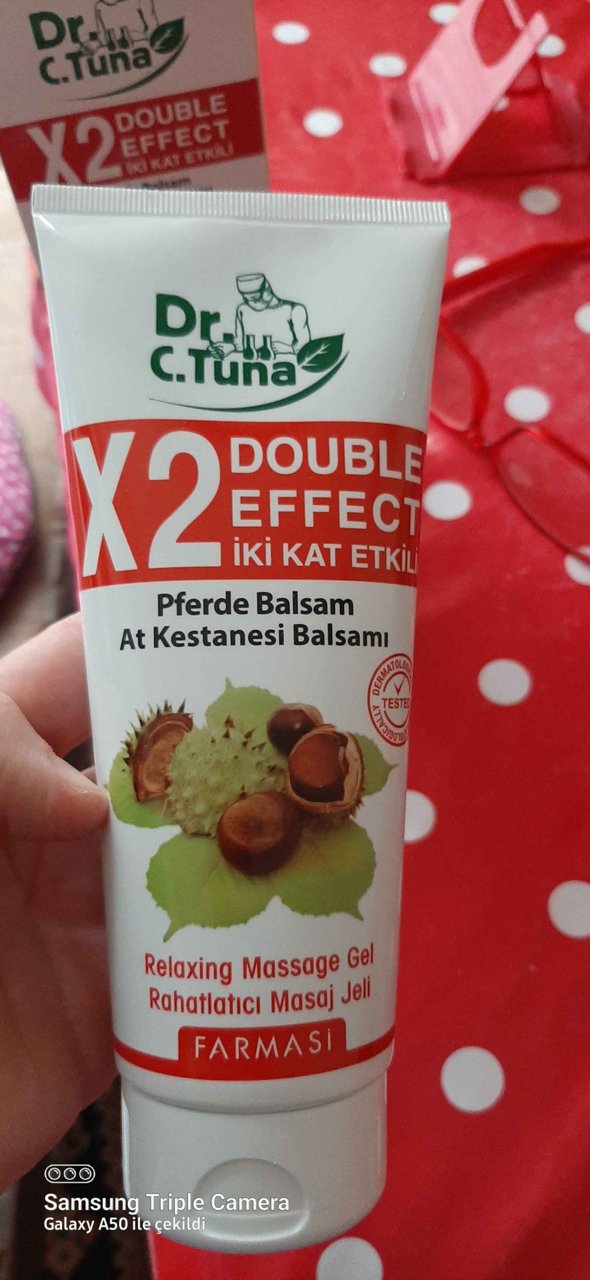 Dr.
C.Tuna
X2 DOUBLE
EFFECT
İKİ KAT ETKİLİ
Dr.
C.Tuna
X2 DOUBLE
EFFECT
İKİ KAT ETKİLİ
Pferde Balsam
At Kestanesi Balsamı
DERMATOLOGICALLY
TESTED
Relaxing Massage Gel
Rahatlatıcı Masaj Jeli
FARMASi
Samsung Triple Camera
Galaxy A50 ile çekildi